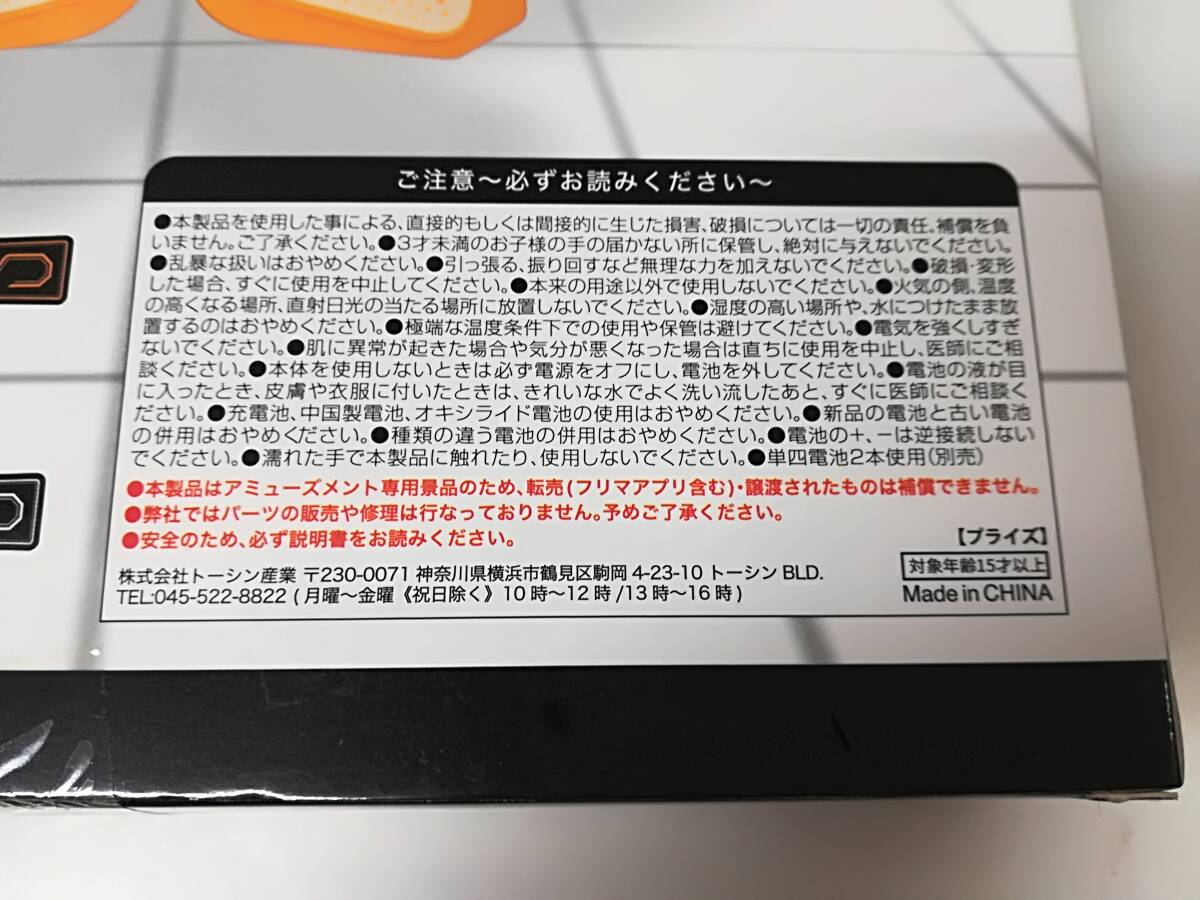 ご注意～必ずお読みください～
●本製品を使用した事による、直接的もしくは間接的に生じた損害、破損については一切の責任、補償を負
いません。ご了承ください。●3才未満のお子様の手の届かない所に保管し、絶対に与えないでください。
●乱暴な扱いはおやめください。●引っ張る、振り回すなど無理な力を加えないでください。●破損・変形
した場合、すぐに使用を中止してください。●本来の用途以外で使用しないでください。●火気の側、温度
の高くなる場所、直射日光の当たる場所に放置しないでください。●湿度の高い場所や、水につけたまま放
置するのはおやめください。●極端な温度条件下での使用や保管は避けてください。●電気を強くしすぎ
ないでください。●肌に異常が起きた場合や気分が悪くなった場合は直ちに使用を中止し、医師にご相
談ください。●本体を使用しないときは必ず電源をオフにし、電池を外してください。●電池の液が目
に入ったとき、皮膚や衣服に付いたときは、きれいな水でよく洗い流したあと、すぐに医師にご相談くだ
さい。●充電池、中国製電池、オキシライド電池の使用はおやめください。●新品の電池と古い電池
の併用はおやめください。●種類の違う電池の併用はおやめください。●電池の+、-は逆接続しない
でください。●濡れた手で本製品に触れたり、使用しないでください。●単四電池2本使用(別売)
●本製品はアミューズメント専用景品のため、転売(フリマアプリ含む)・譲渡されたものは補償できません。
●弊社ではパーツの販売や修理は行なっておりません。予めご了承ください。
●安全のため、必ず説明書をお読みください。
【プライズ】
対象年齢15才以上
株式会社トーシン産業 〒230-0071 神奈川県横浜市鶴見区駒岡 4-23-10 トーシン BLD.
TEL:045-522-8822 (月曜～金曜《祝日除く》10時～12時/13時～16時)
Made in CHINA